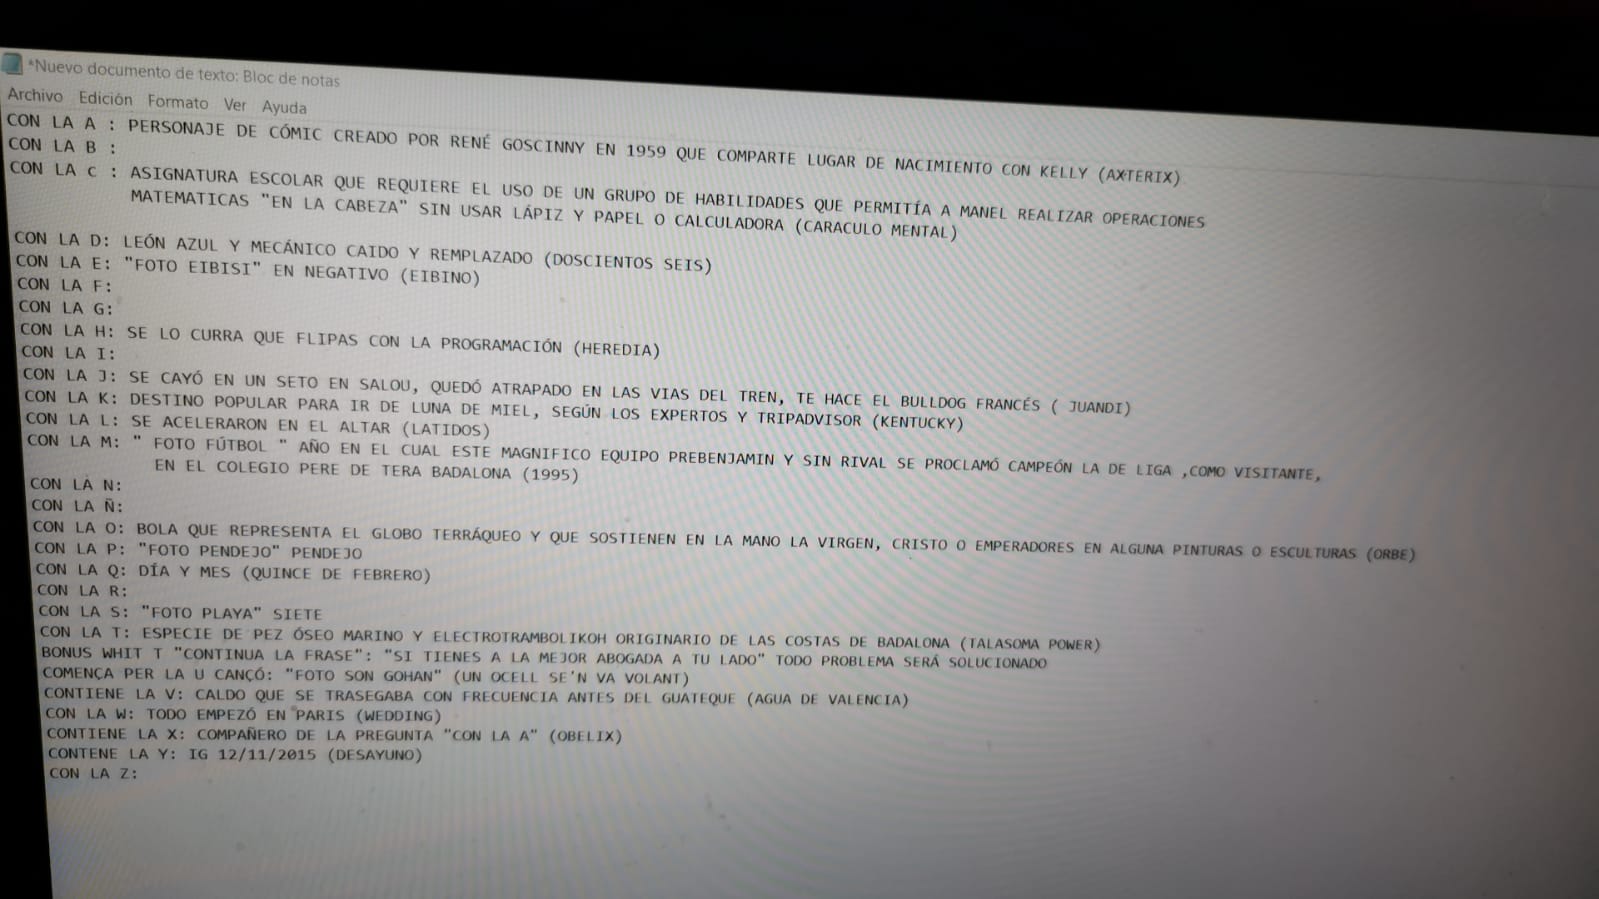 *Nuevo documento de texto: Bloc de notas
Archivo Edición Formato Ver Ayuda
CON LA A : PERSONAJE DE CÓMIC CREADO POR RENÉ GOSCINNY EN 1959 QUE COMPARTE LUGAR DE NACIMIENTO CON KELLY (AXTERIX)
CON LA B :
CON LA C : ASIGNATURA ESCOLAR QUE REQUIERE EL USO DE UN GRUPO DE HABILIDADES QUE PERMITÍA A MANEL REALIZAR OPERACIONES
MATEMATICAS "EN LA CABEZA" SIN USAR LÁPIZ Y PAPEL O CALCULADORA (CARACULO MENTAL)
CON LA D: LEÓN AZUL Y MECÁNICO CAIDO Y REMPLAZADO (DOSCIENTOS SEIS)
CON LA E: "FOTO EIBISI" EN NEGATIVO (EIBINO)
CON LA F:
CON LA G:
CON LA H: SE LO CURRA QUE FLIPAS CON LA PROGRAMACIÓN (HEREDIA)
CON LA I:
CON LA J: SE CAYÓ EN UN SETO EN SALOU, QUEDÓ ATRAPADO EN LAS VIAS DEL TREN, TE HACE EL BULLDOG FRANCÉS ( JUANDI)
CON LA K: DESTINO POPULAR PARA IR DE LUNA DE MIEL, SEGÚN LOS EXPERTOS Y TRIPADVISOR (KENTUCKY)
CON LA L: SE ACELERARON EN EL ALTAR (LATIDOS)
CON LA M: " FOTO FÚTBOL " AÑO EN EL CUAL ESTE MAGNIFICO EQUIPO PREBENJAMIN Y SIN RIVAL SE PROCLAMÓ CAMPEÓN LA DE LIGA ,COMO VISITANTE,
EN EL COLEGIO PERE DE TERA BADALONA (1995)
CON LA N:
CON LA Ñ:
CON LA O: BOLA QUE REPRESENTA EL GLOBO TERRÁQUEO Y QUE SOSTIENEN EN LA MANO LA VIRGEN, CRISTO O EMPERADORES EN ALGUNA PINTURAS O ESCULTURAS (ORBE)
CON LA P: "FOTO PENDEJO" PENDEJO
CON LA Q: DÍA Y MES (QUINCE DE FEBRERO)
CON LA R:
CON LA S: "FOTO PLAYA" SIETE
CON LA T: ESPECIE DE PEZ ÓSEO MARINO Y ELECTROTRAMBOLIKOH ORIGINARIO DE LAS COSTAS DE BADALONA (TALASOMA POWER)
BONUS WHIT T "CONTINUA LA FRASE": "SI TIENES A LA MEJOR ABOGADA A TU LADO" TODO PROBLEMA SERÁ SOLUCIONADO
COMENÇA PER LA U CANÇÓ: "FOTO SON GOHAN" (UN OCELL SE'N VA VOLANT)
CONTIENE LA V: CALDO QUE SE TRASEGABA CON FRECUENCIA ANTES DEL GUATEQUE (AGUA DE VALENCIA)
CON LA W: TODO EMPEZÓ EN PARIS (WEDDING)
CONTIENE LA X: COMPAÑERO DE LA PREGUNTA "CON LA A" (OBELIX)
CONTENE LA Y: IG 12/11/2015 (DESAYUNO)
CON LA Z: